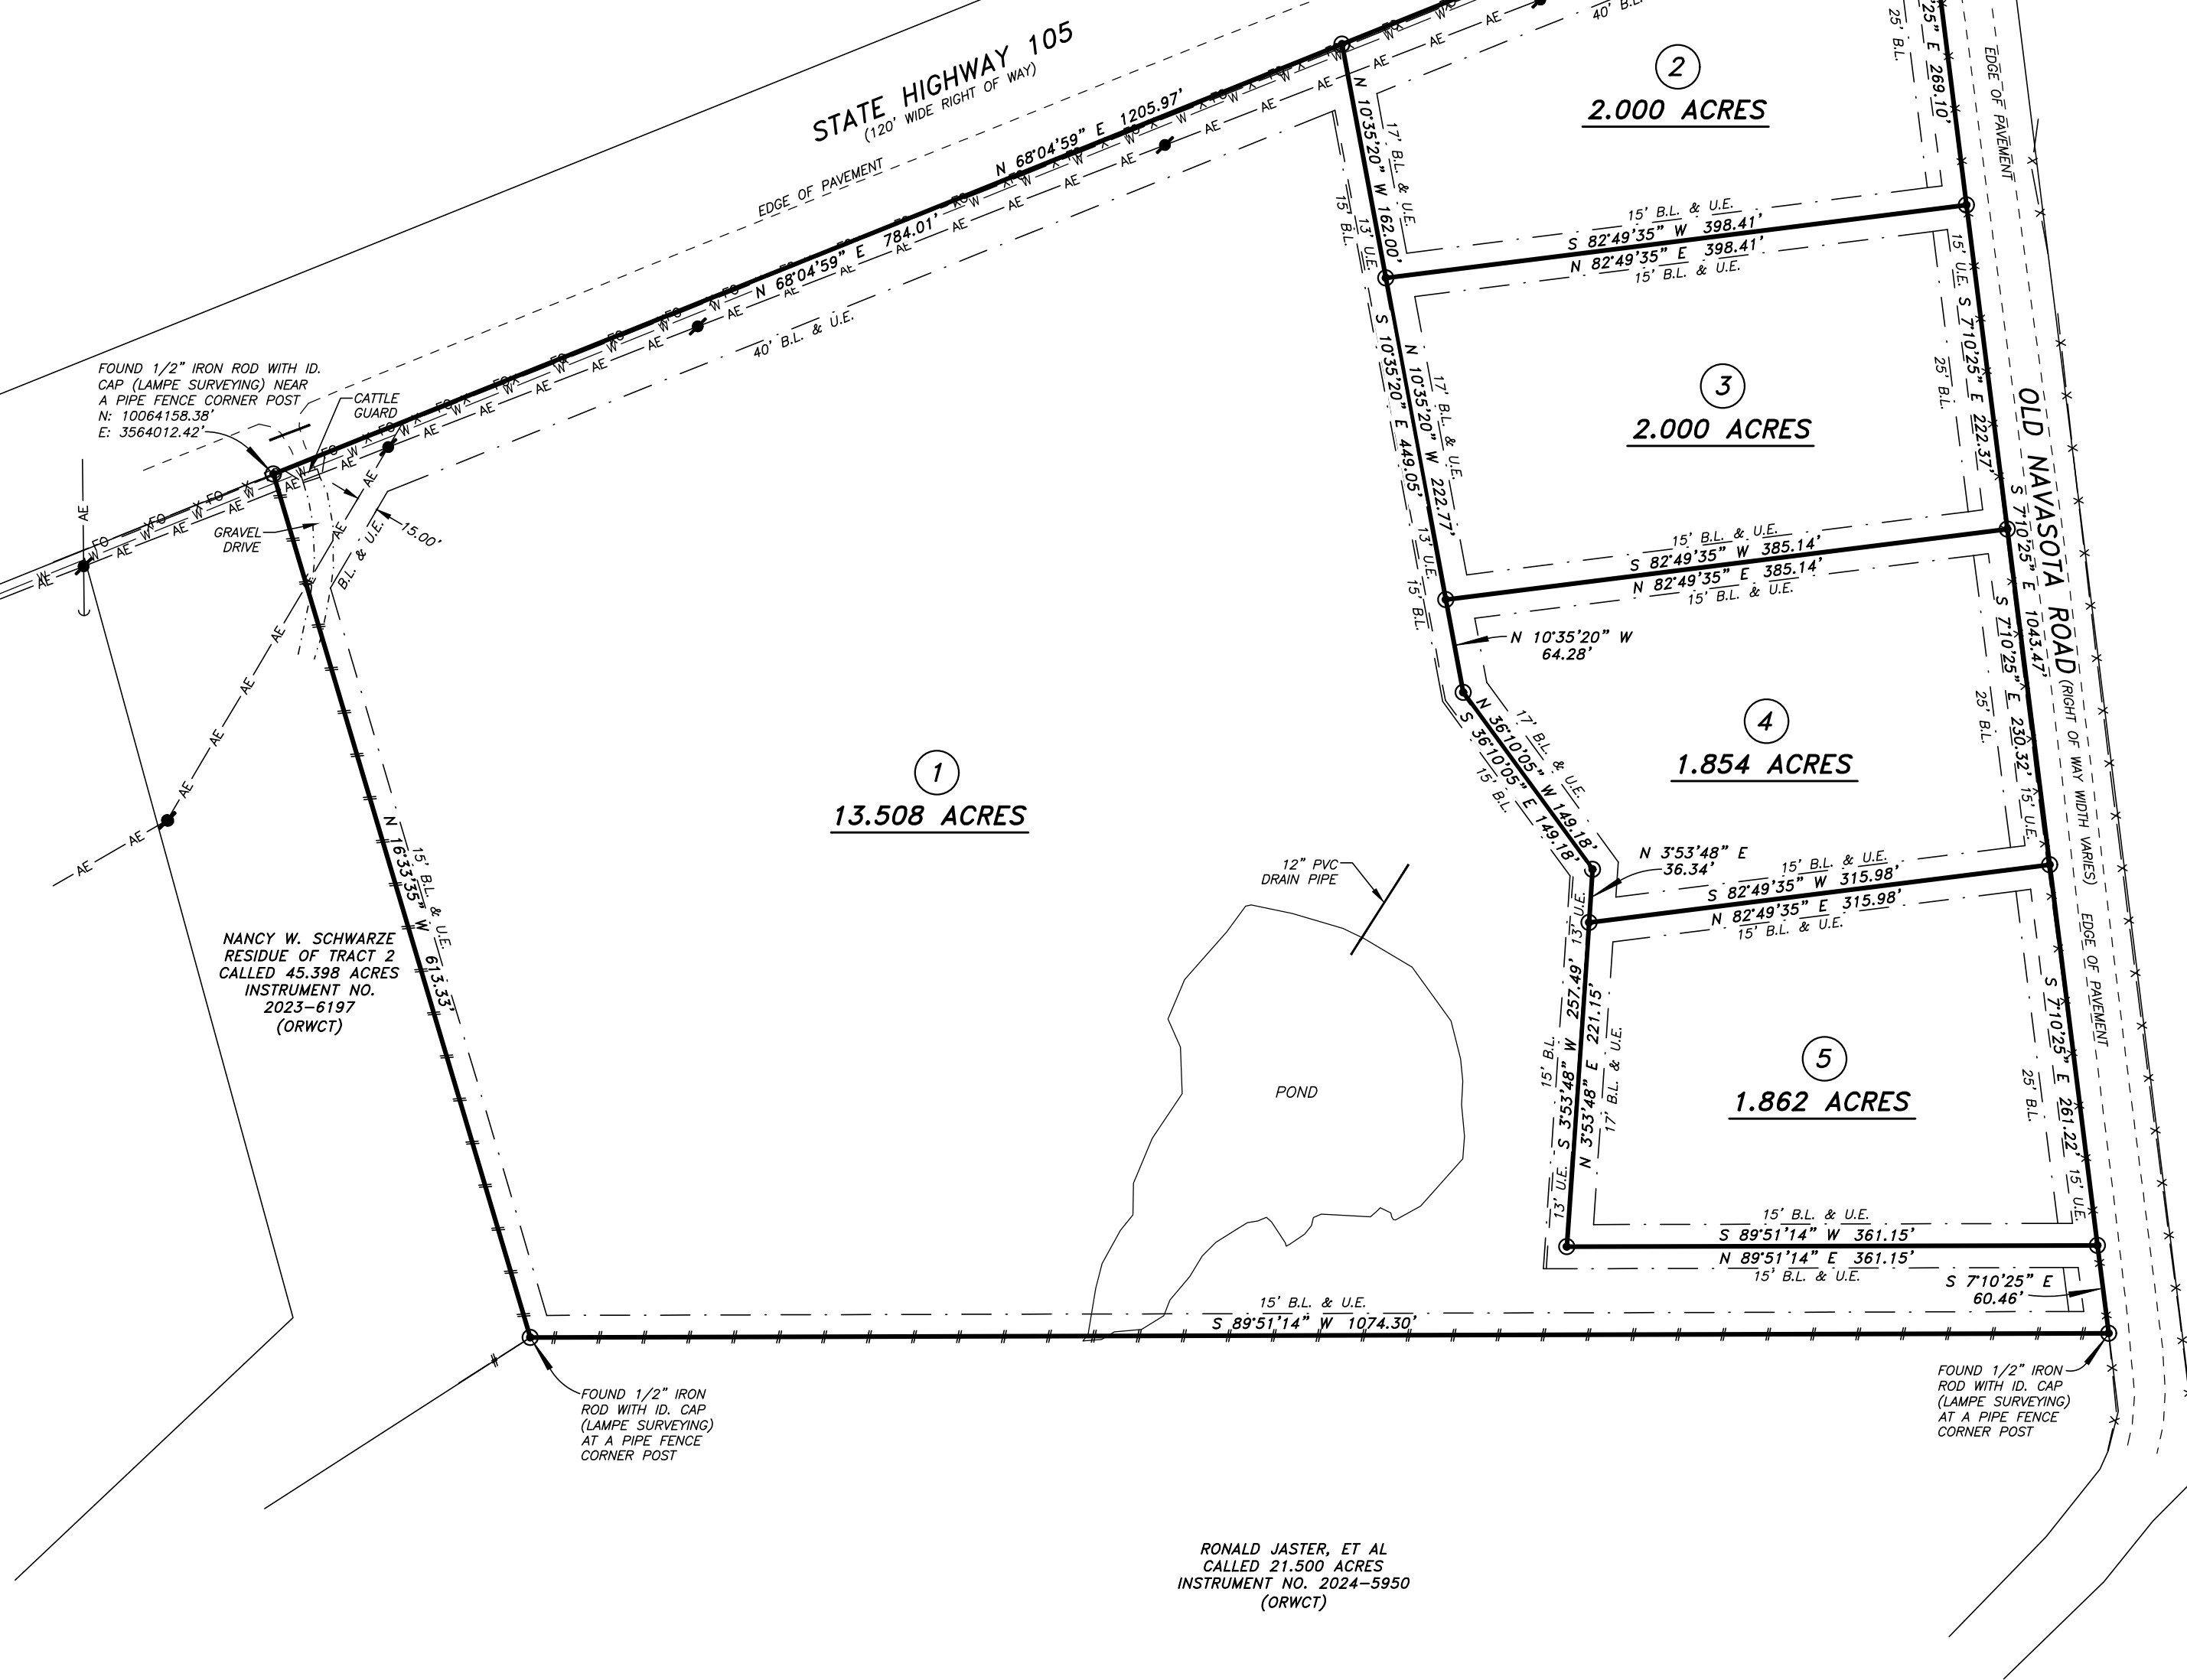 STATE HIGHWAY 105
(120' WIDE RIGHT OF WAY)
EDGE OF PAVEMENT
N 68°04'59" E 1205.97'
N 68°04'59" E 784.01'
40' B.L. & U.E.
40' B.L.
2
2.000 ACRES
25' B.L.
25" E 269.10'
EDGE OF PAVEMENT
N 10°35'20" W 162.00'
17' B.L. & U.E.
13' U.E.
15' B.L.
15' B.L. & U.E.
S 82°49'35" W 398.41'
N 82°49'35" E 398.41'
15' B.L. & U.E.
FOUND 1/2" IRON ROD WITH ID.
CAP (LAMPE SURVEYING) NEAR
A PIPE FENCE CORNER POST
N: 10064158.38'
E: 3564012.42'
CATTLE
GUARD
GRAVEL
DRIVE
15.00'
B.L. & U.E.
3
2.000 ACRES
S 10°35'20" E 449.05'
N 10°35'20" W 222.77'
17' B.L. & U.E.
13' U.E.
15' B.L.
25' B.L.
15' U.E.
S 7°10'25" E 222.37'
OLD NAVASOTA ROAD
(RIGHT OF WAY WIDTH VARIES)
S 7°10'25" E 1043.47'
15' B.L. & U.E.
S 82°49'35" W 385.14'
N 82°49'35" E 385.14'
15' B.L. & U.E.
N 10°35'20" W
64.28'
4
1.854 ACRES
17' B.L. & U.E.
N 36°10'05" W 149.18'
S 36°10'05" E 149.18'
15' B.L.
25' B.L.
S 7°10'25" E 230.32'
15' U.E.
1
13.508 ACRES
N 3°53'48" E
36.34'
15' B.L. & U.E.
S 82°49'35" W 315.98'
N 82°49'35" E 315.98'
15' B.L. & U.E.
12" PVC
DRAIN PIPE
N 16°33'35" W 613.33'
15' B.L. & U.E.
NANCY W. SCHWARZE
RESIDUE OF TRACT 2
CALLED 45.398 ACRES
INSTRUMENT NO.
2023-6197
(ORWCT)
POND
13' U.E.
15' B.L.
S 3°53'48" W 257.49'
N 3°53'48" E 221.15'
17' B.L. & U.E.
13' U.E.
5
1.862 ACRES
EDGE OF PAVEMENT
25' B.L.
S 7°10'25" E 261.22'
15' U.E.
15' B.L. & U.E.
S 89°51'14" W 361.15'
N 89°51'14" E 361.15'
15' B.L. & U.E.
S 7°10'25" E
60.46'
15' B.L. & U.E.
S 89°51'14" W 1074.30'
FOUND 1/2" IRON
ROD WITH ID. CAP
(LAMPE SURVEYING)
AT A PIPE FENCE
CORNER POST
FOUND 1/2" IRON
ROD WITH ID. CAP
(LAMPE SURVEYING)
AT A PIPE FENCE
CORNER POST
RONALD JASTER, ET AL
CALLED 21.500 ACRES
INSTRUMENT NO. 2024-5950
(ORWCT)